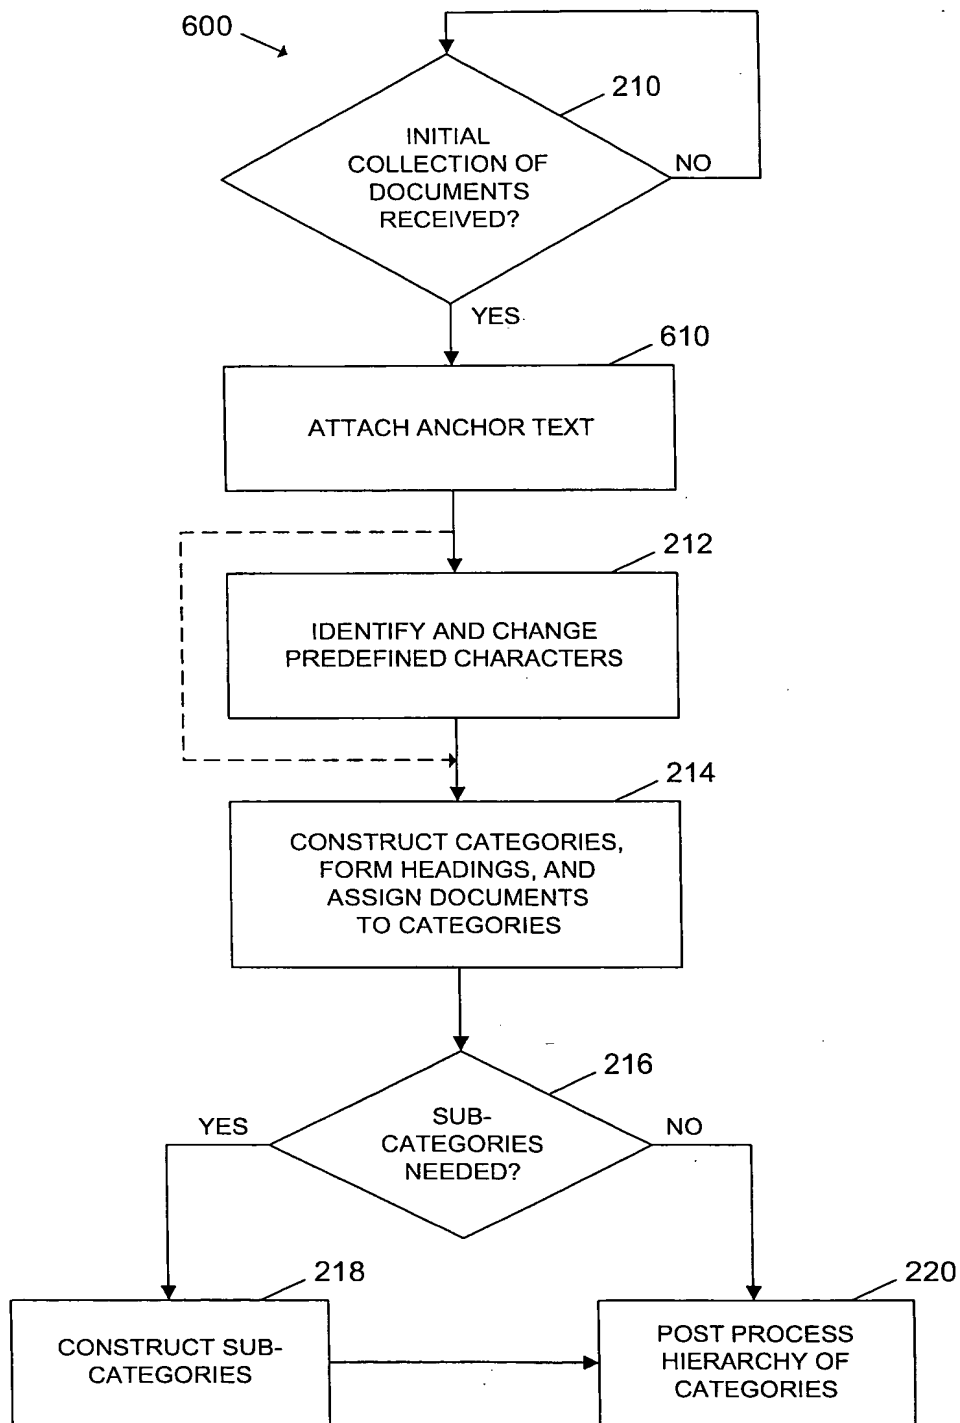 600
210
INITIAL
COLLECTION OF
DOCUMENTS
RECEIVED?
NO
YES
610
ATTACH ANCHOR TEXT
212
IDENTIFY AND CHANGE
PREDEFINED CHARACTERS
214
CONSTRUCT CATEGORIES,
FORM HEADINGS, AND
ASSIGN DOCUMENTS
TO CATEGORIES
216
SUB-
CATEGORIES
NEEDED?
YES
NO
218
CONSTRUCT SUB-
CATEGORIES
220
POST PROCESS
HIERARCHY OF
CATEGORIES